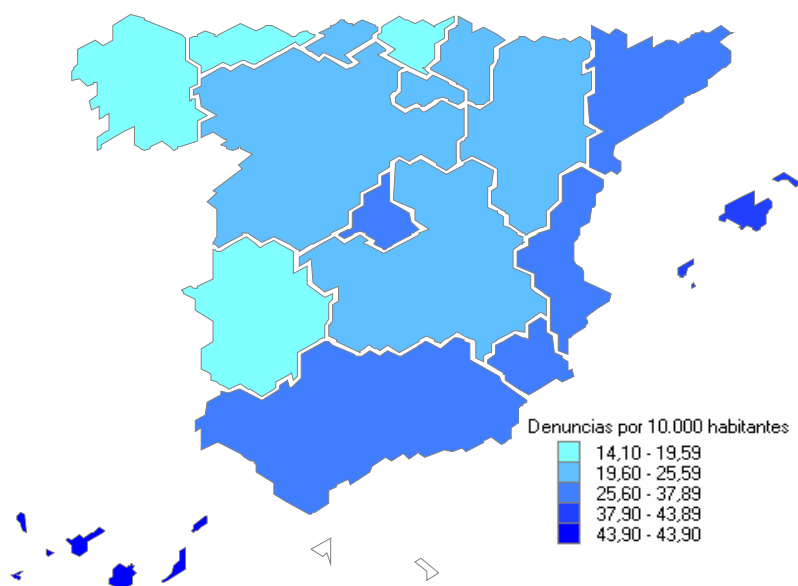 Denuncias por 10.000 habitantes
14,10 - 19,59
19,60 - 25,59
25,60 - 37,89
37,90 - 43,89
43,90 - 43,90